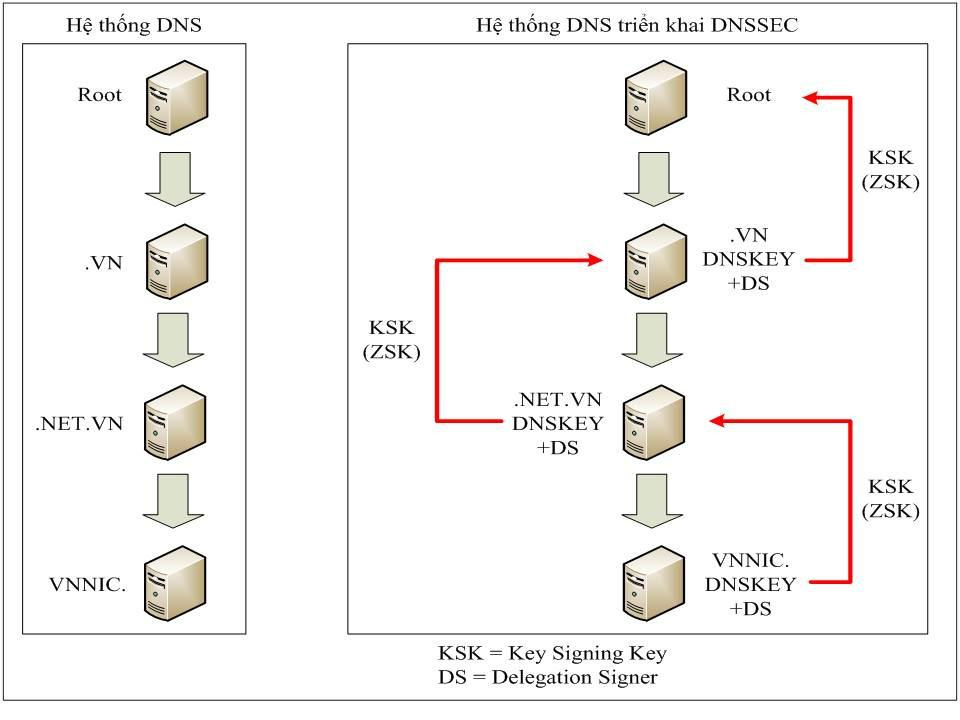 Hệ thống DNS
Root
.VN
.NET.VN
VNNIC.
Hệ thống DNS triển khai DNSSEC
Root
KSK
(ZSK)
.VN
DNSKEY
+DS
KSK
(ZSK)
.NET.VN
DNSKEY
+DS
KSK
(ZSK)
VNNIC.
DNSKEY
+DS
KSK = Key Signing Key
DS = Delegation Signer